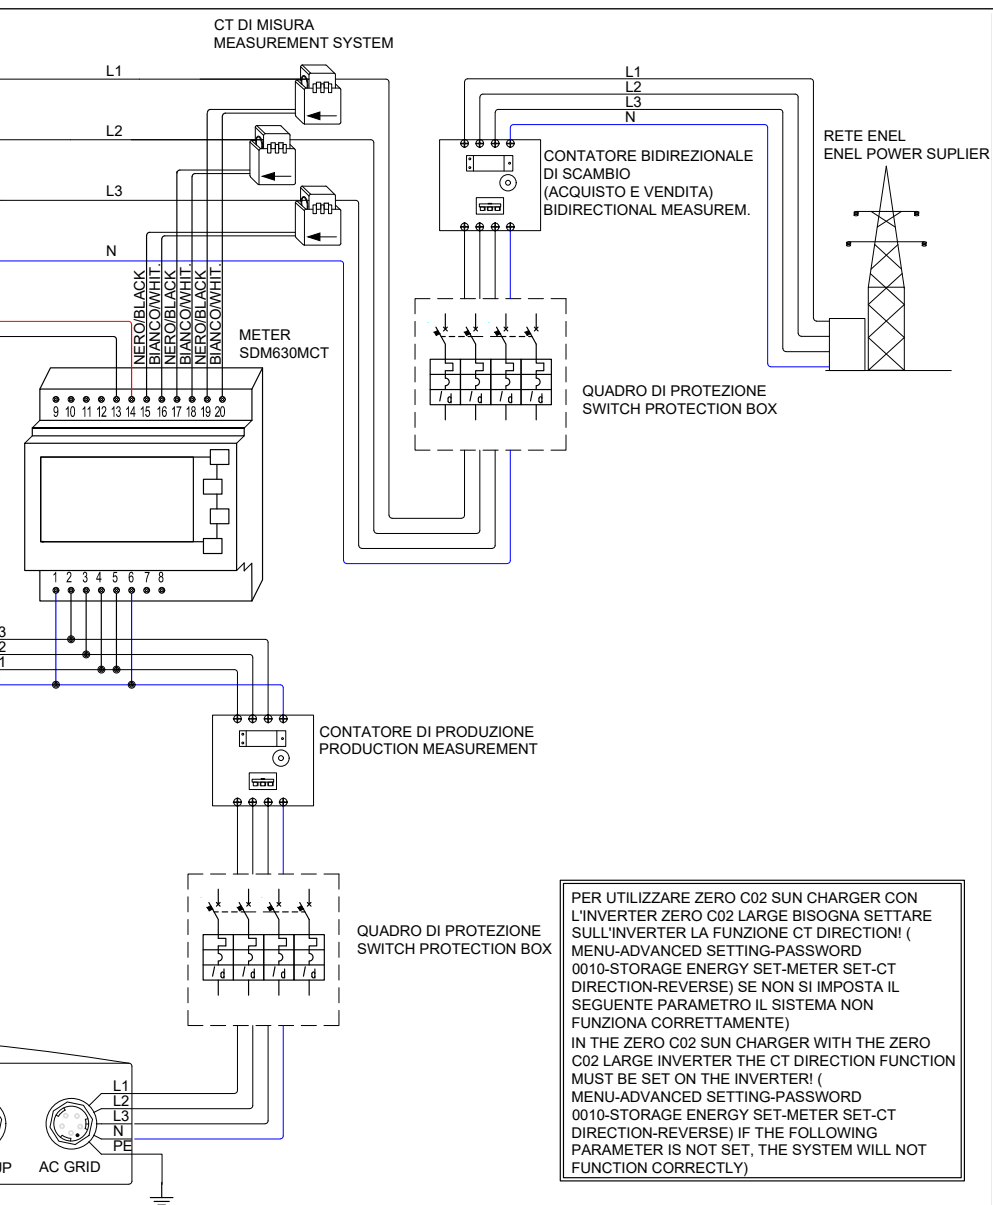 CT DI MISURA
MEASUREMENT SYSTEM
L1
L2
L3
N
L1
L2
L3
N
RETE ENEL
ENEL POWER SUPLIER
CONTATORE BIDIREZIONALE
DI SCAMBIO
(ACQUISTO E VENDITA)
BIDIRECTIONAL MEASUREM.
NERO/BLACK
BIANCO/WHIT.
NERO/BLACK
BIANCO/WHIT.
NERO/BLACK
BIANCO/WHIT.
METER
SDM630MCT
9 10 11 12 13 14 15 16 17 18 19 20
I d I d I d I d
QUADRO DI PROTEZIONE
SWITCH PROTECTION BOX
1 2 3 4 5 6 7 8
3
2
1
CONTATORE DI PRODUZIONE
PRODUCTION MEASUREMENT
I d I d I d I d
QUADRO DI PROTEZIONE
SWITCH PROTECTION BOX
PER UTILIZZARE ZERO C02 SUN CHARGER CON
L'INVERTER ZERO C02 LARGE BISOGNA SETTARE
SULL'INVERTER LA FUNZIONE CT DIRECTION! (
MENU-ADVANCED SETTING-PASSWORD
0010-STORAGE ENERGY SET-METER SET-CT
DIRECTION-REVERSE) SE NON SI IMPOSTA IL
SEGUENTE PARAMETRO IL SISTEMA NON
FUNZIONA CORRETTAMENTE)
IN THE ZERO C02 SUN CHARGER WITH THE ZERO
C02 LARGE INVERTER THE CT DIRECTION FUNCTION
MUST BE SET ON THE INVERTER! (
MENU-ADVANCED SETTING-PASSWORD
0010-STORAGE ENERGY SET-METER SET-CT
DIRECTION-REVERSE) IF THE FOLLOWING
PARAMETER IS NOT SET, THE SYSTEM WILL NOT
FUNCTION CORRECTLY)
L1
L2
L3
N
PE
UP
AC GRID